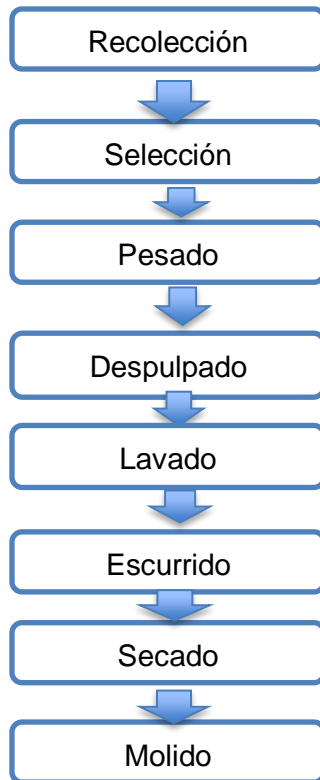 Recolección
Selección
Pesado
Despulpado
Lavado
Escurrido
Secado
Molido